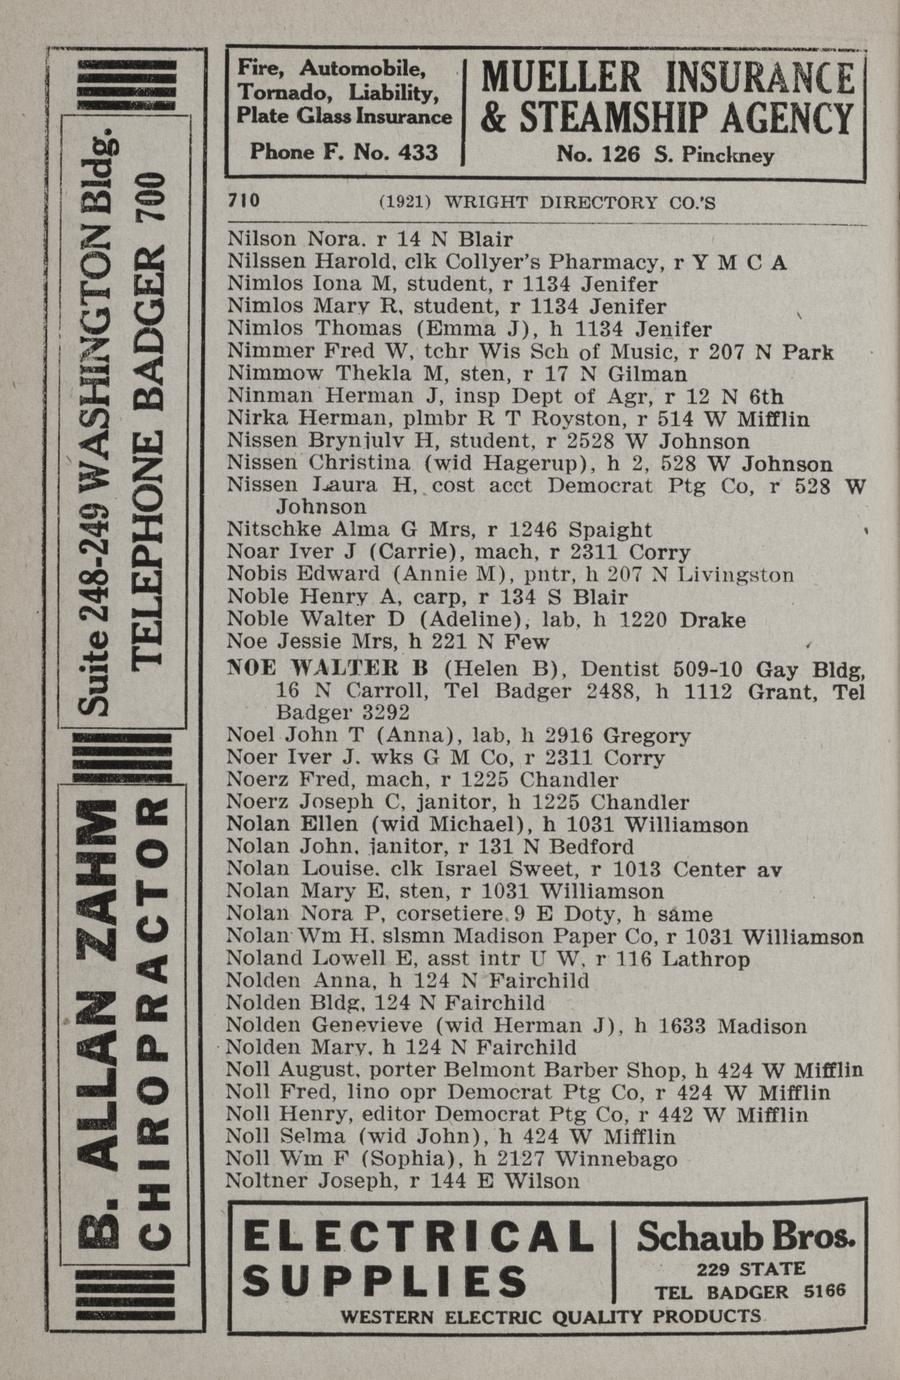 Fire, Automobile,
Tornado, Liability,
Plate Glass Insurance
Phone F. No. 433
MUELLER INSURANCE
& STEAMSHIP AGENCY
No. 126 S. Pinckney
710 (1921) WRIGHT DIRECTORY CO.'S
Nilson Nora, r 14 N Blair
Nilssen Harold, clk Collyer's Pharmacy, r Y M C A
Nimlos Iona M, student, r 1134 Jenifer
Nimlos Mary R, student, r 1134 Jenifer
Nimlos Thomas (Emma J), h 1134 Jenifer
Nimmer Fred W, tchr Wis Sch of Music, r 207 N Park
Nimmow Thekla M, sten, r 17 N Gilman
Ninman Herman J, insp Dept of Agr, r 12 N 6th
Nirka Herman, plmbr R T Royston, r 514 W Mifflin
Nissen Brynjulv H, student, r 2528 W Johnson
Nissen Christina (wid Hagerup), h 2, 528 W Johnson
Nissen Laura H, cost acct Democrat Ptg Co, r 528 W
Johnson
Nitschke Alma G Mrs, r 1246 Spaight
Noar Iver J (Carrie), mach, r 2311 Corry
Nobis Edward (Annie M), pntr, h 207 N Livingston
Noble Henry A, carp, r 134 S Blair
Noble Walter D (Adeline), lab, h 1220 Drake
Noe Jessie Mrs, h 221 N Few
NOE WALTER B (Helen B), Dentist 509-10 Gay Bldg,
16 N Carroll, Tel Badger 2488, h 1112 Grant, Tel
Badger 3292
Noel John T (Anna), lab, h 2916 Gregory
Noer Iver J, wks G M Co, r 2311 Corry
Noerz Fred, mach, r 1225 Chandler
Noerz Joseph C, janitor, h 1225 Chandler
Nolan Ellen (wid Michael), h 1031 Williamson
Nolan John, janitor, r 131 N Bedford
Nolan Louise, clk Israel Sweet, r 1013 Center av
Nolan Mary E, sten, r 1031 Williamson
Nolan Nora P, corsetiere 9 E Doty, h same
Nolan Wm H, slsmn Madison Paper Co, r 1031 Williamson
Noland Lowell E, asst intr U W, r 116 Lathrop
Nolden Anna, h 124 N Fairchild
Nolden Bldg, 124 N Fairchild
Nolden Genevieve (wid Herman J), h 1633 Madison
Nolden Mary, h 124 N Fairchild
Noll August, porter Belmont Barber Shop, h 424 W Mifflin
Noll Fred, lino opr Democrat Ptg Co, r 424 W Mifflin
Noll Henry, editor Democrat Ptg Co, r 442 W Mifflin
Noll Selma (wid John), h 424 W Mifflin
Noll Wm F (Sophia), h 2127 Winnebago
Noltner Joseph, r 144 E Wilson
B. ALLAN ZAHM
CHIROPRACTOR
Suite 248-249 WASHINGTON Bldg.
TELEPHONE BADGER 700
ELECTRICAL
SUPPLIES
Schaub Bros.
229 STATE
TEL BADGER 5166
WESTERN ELECTRIC QUALITY PRODUCTS